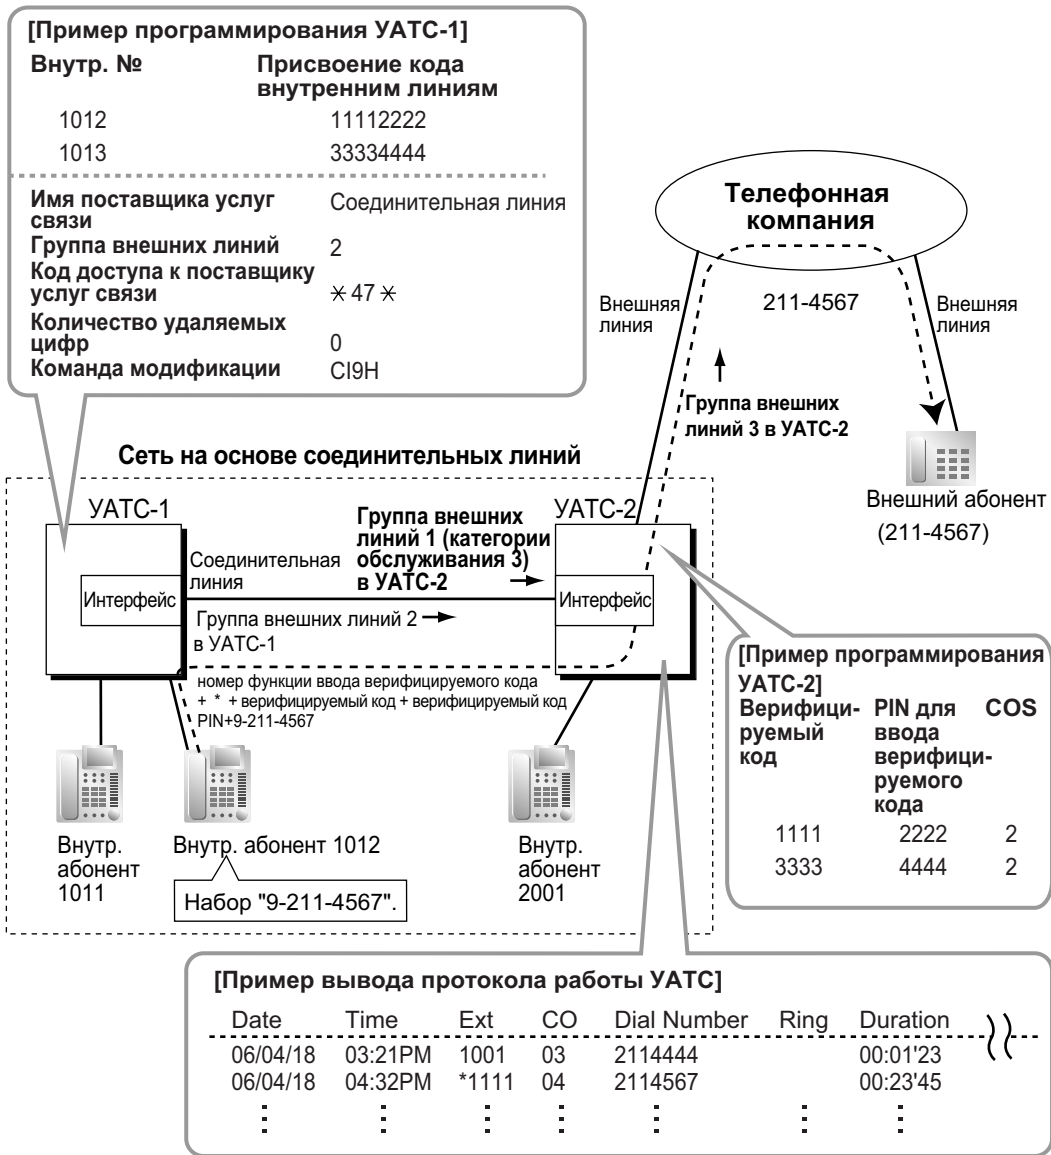 [Пример программирования УАТС-1]
Внутр. № Присвоение кода
внутренним линиям
1012 11112222
1013 33334444
Имя поставщика услуг
связи Соединительная линия
Группа внешних линий 2
Код доступа к поставщику
услуг связи ✳47✳
Количество удаляемых
цифр 0
Команда модификации CI9H
Телефонная
компания
Внешняя
линия
211-4567
Внешняя
линия
Группа внешних
линий 3 в УАТС-2
Внешний абонент
(211-4567)
Сеть на основе соединительных линий
УАТС-1
Группа внешних
линий 1 (категории
обслуживания 3)
в УАТС-2
УАТС-2
Соединительная
линия
Интерфейс
Интерфейс
Группа внешних линий 2
в УАТС-1
номер функции ввода верифицируемого кода
+ * + верифицируемый код + верифицируемый код
PIN+9-211-4567
Внутр.
абонент
1011
Внутр. абонент 1012
Набор "9-211-4567".
Внутр.
абонент
2001
[Пример программирования
УАТС-2]
Верифици-
руемый
код
PIN для
ввода
верифици-
руемого
кода
COS
1111 2222 2
3333 4444 2
[Пример вывода протокола работы УАТС]
Date Time Ext CO Dial Number Ring Duration
06/04/18 03:21PM 1001 03 2114444 00:01'23
06/04/18 04:32PM *1111 04 2114567 00:23'45